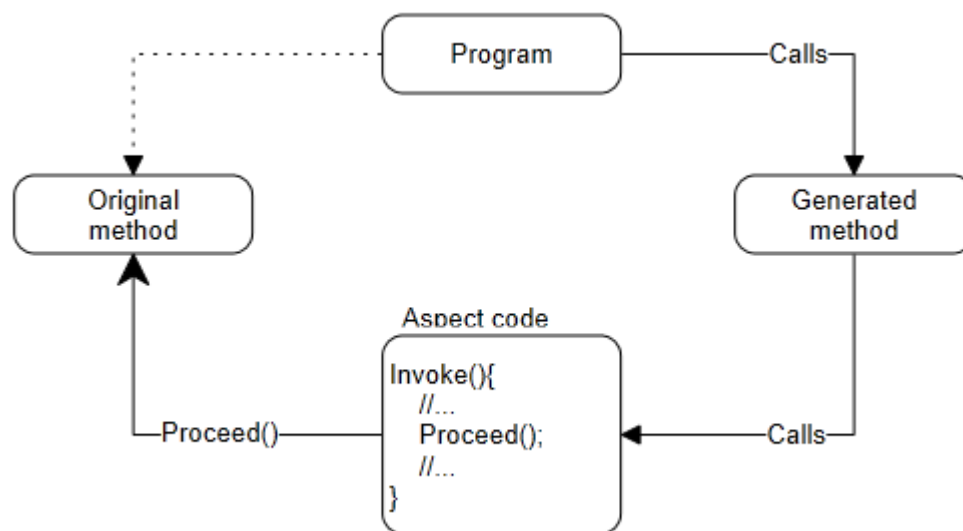 Program
Calls
Original
method
Generated
method
Aspect code
Invoke(){
//...
Proceed();
//...
}
Proceed()
Calls